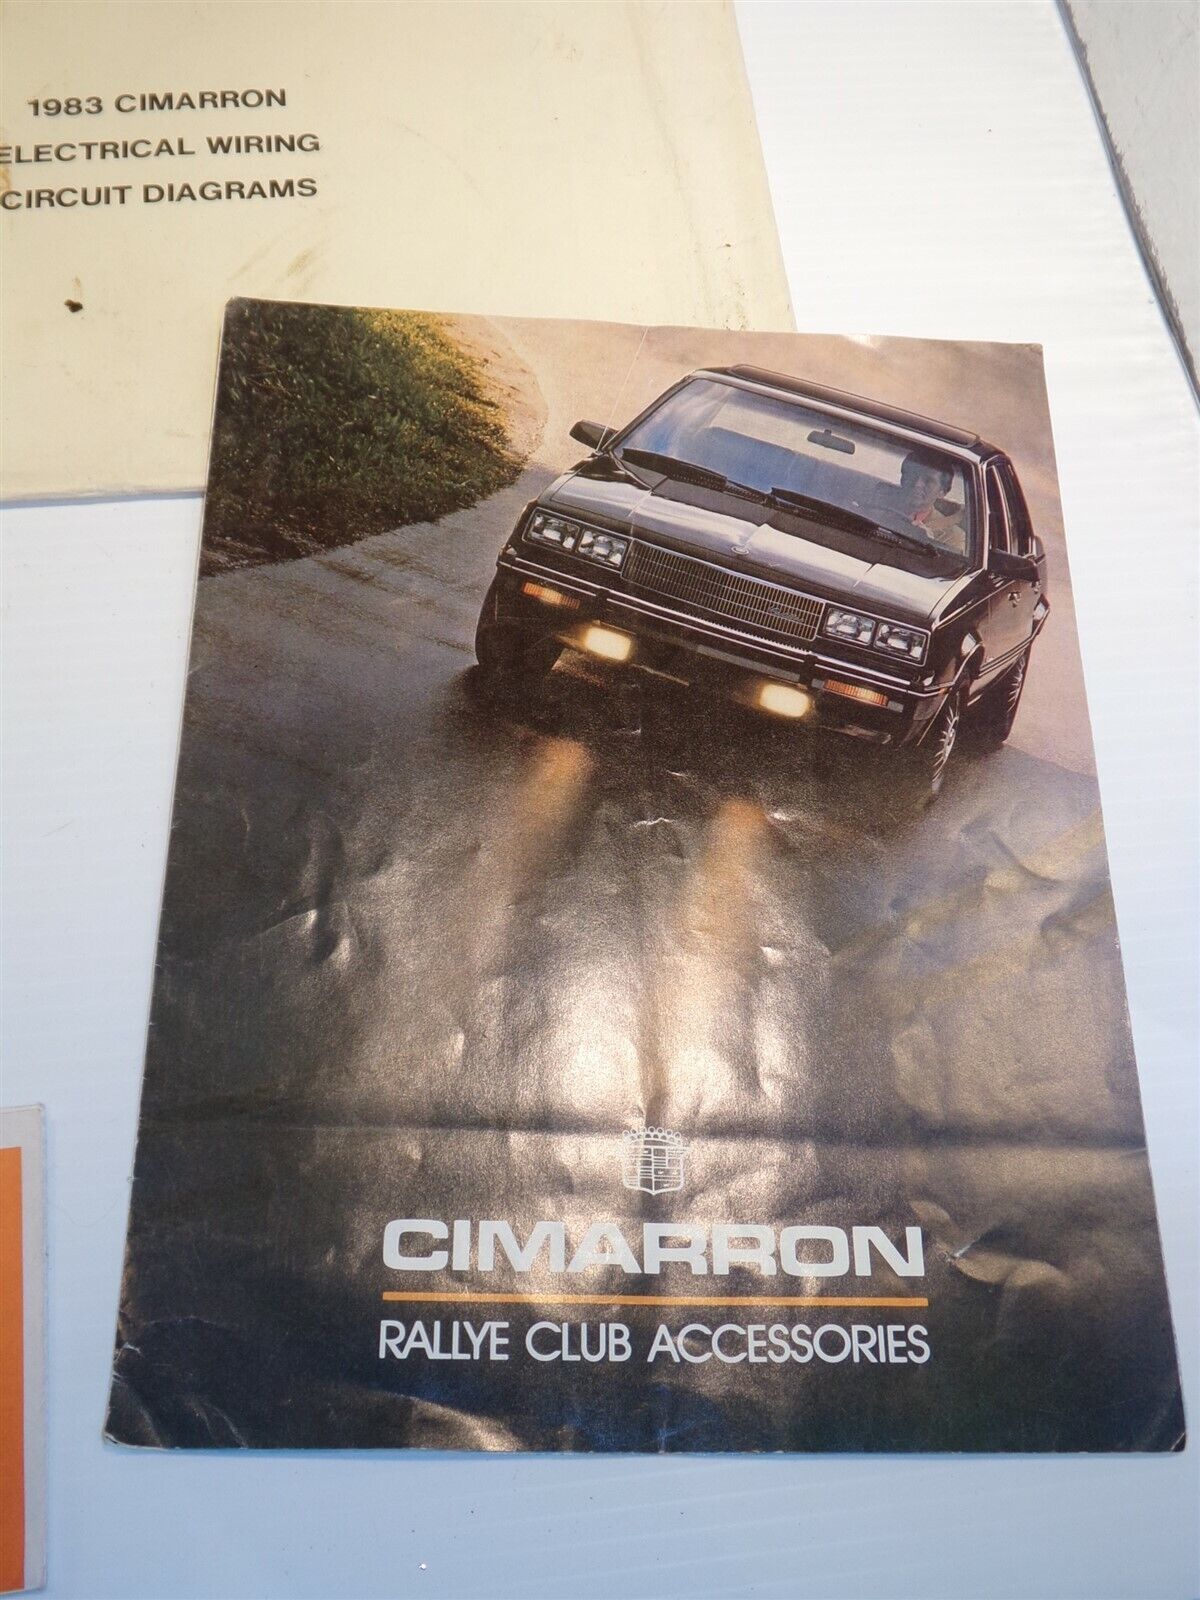 1983 CIMARRON
ELECTRICAL WIRING
CIRCUIT DIAGRAMS
CIMARRON
RALLYE CLUB ACCESSORIES